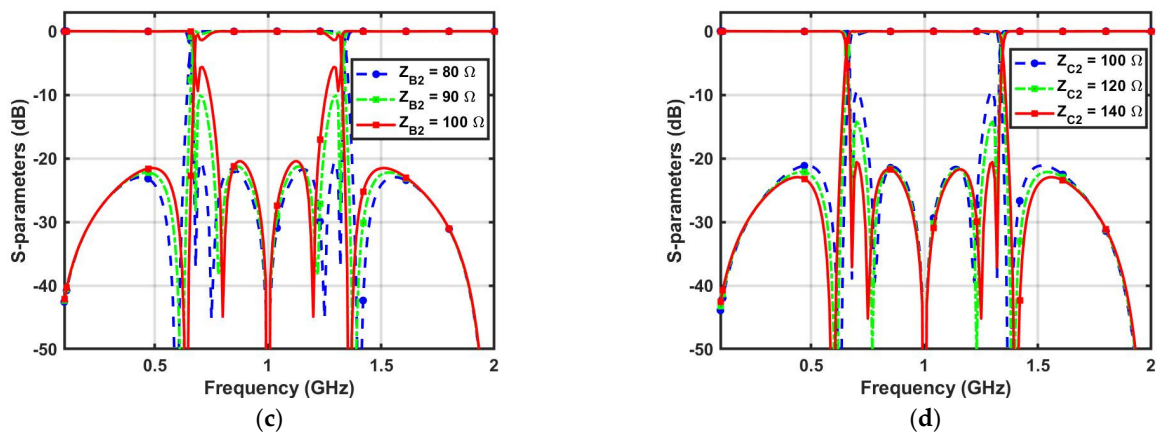 0
-10
-20
-30
-40
-50
S-parameters (dB)
Z_B2 = 80 Ω
Z_B2 = 90 Ω
Z_B2 = 100 Ω
0.5 1 1.5 2
Frequency (GHz)
(c)
0
-10
-20
-30
-40
-50
S-parameters (dB)
Z_C2 = 100 Ω
Z_C2 = 120 Ω
Z_C2 = 140 Ω
0.5 1 1.5 2
Frequency (GHz)
(d)